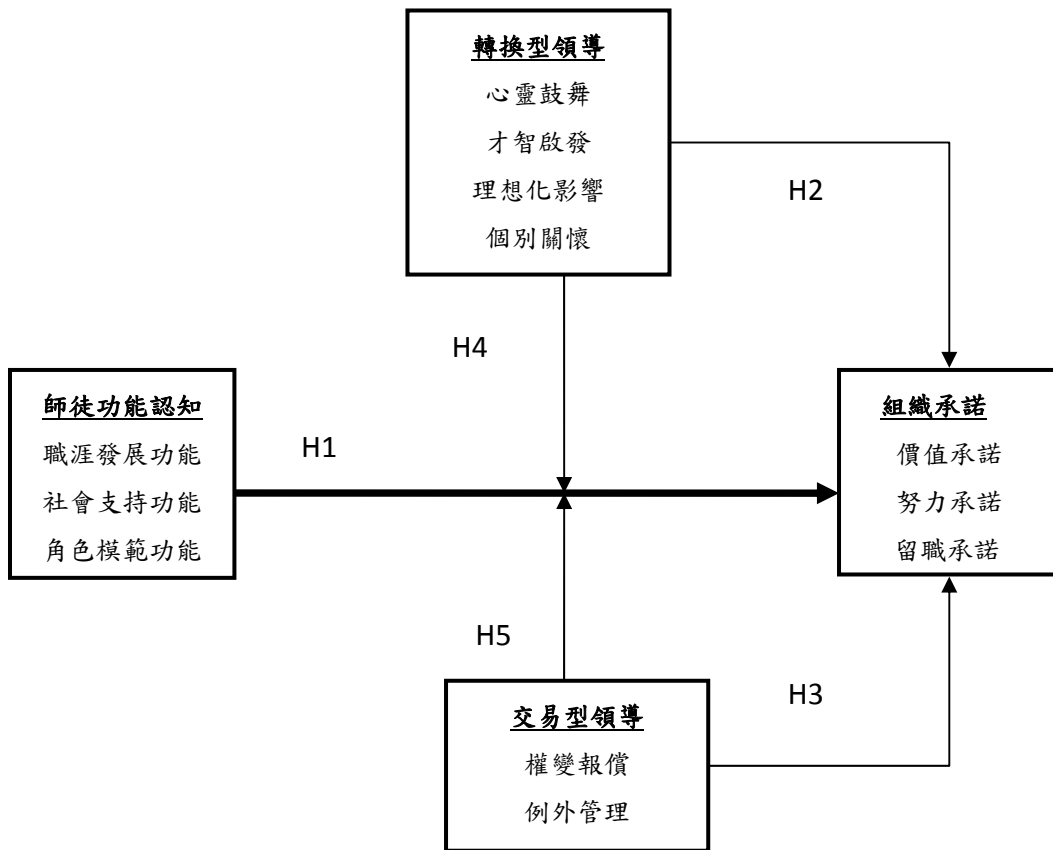 轉換型領導
心靈鼓舞
才智啟發
理想化影響
個別關懷
H2
H4
師徒功能認知
職涯發展功能
社會支持功能
角色模範功能
H1
組織承諾
價值承諾
努力承諾
留職承諾
H5
H3
交易型領導
權變報償
例外管理